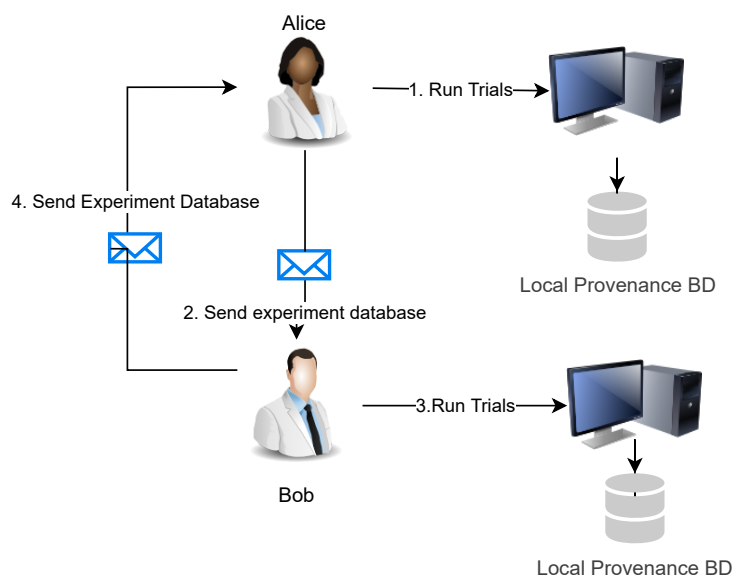 Alice
1. Run Trials
4. Send Experiment Database
Local Provenance BD
2. Send experiment database
3.Run Trials
Bob
Local Provenance BD